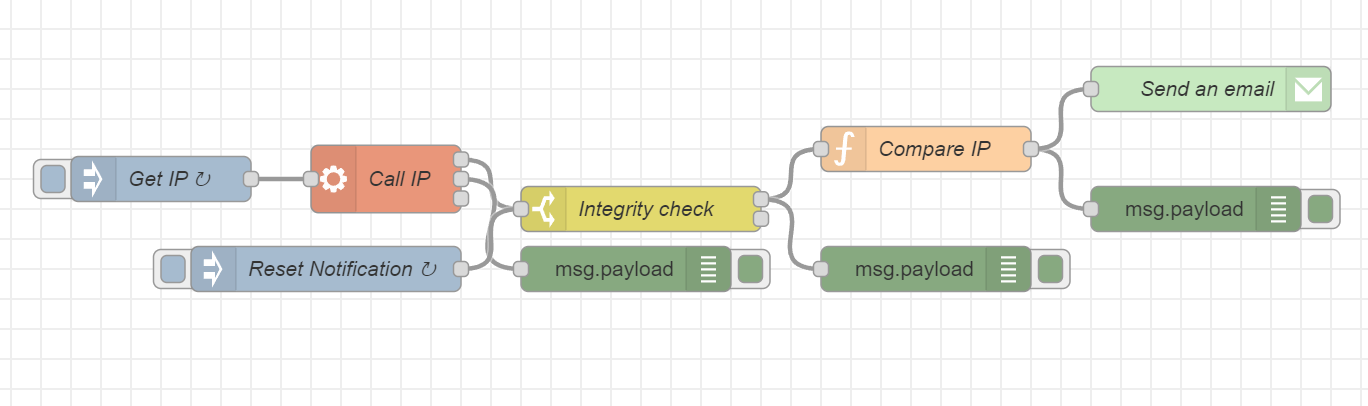 Send an email
Compare IP
Get IP ↻
Call IP
Integrity check
msg.payload
Reset Notification ↻
msg.payload
msg.payload